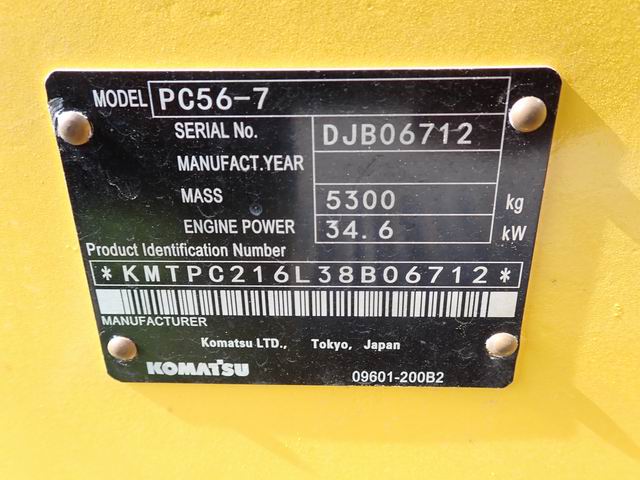 MODEL PC56-7
SERIAL No. DJB06712
MANUFACT.YEAR
MASS 5300 kg
ENGINE POWER 34.6 kW
Product Identification Number
*KMTPC216L38B06712*
MANUFACTURER
Komatsu LTD., Tokyo, Japan
KOMATSU 09601-200B2